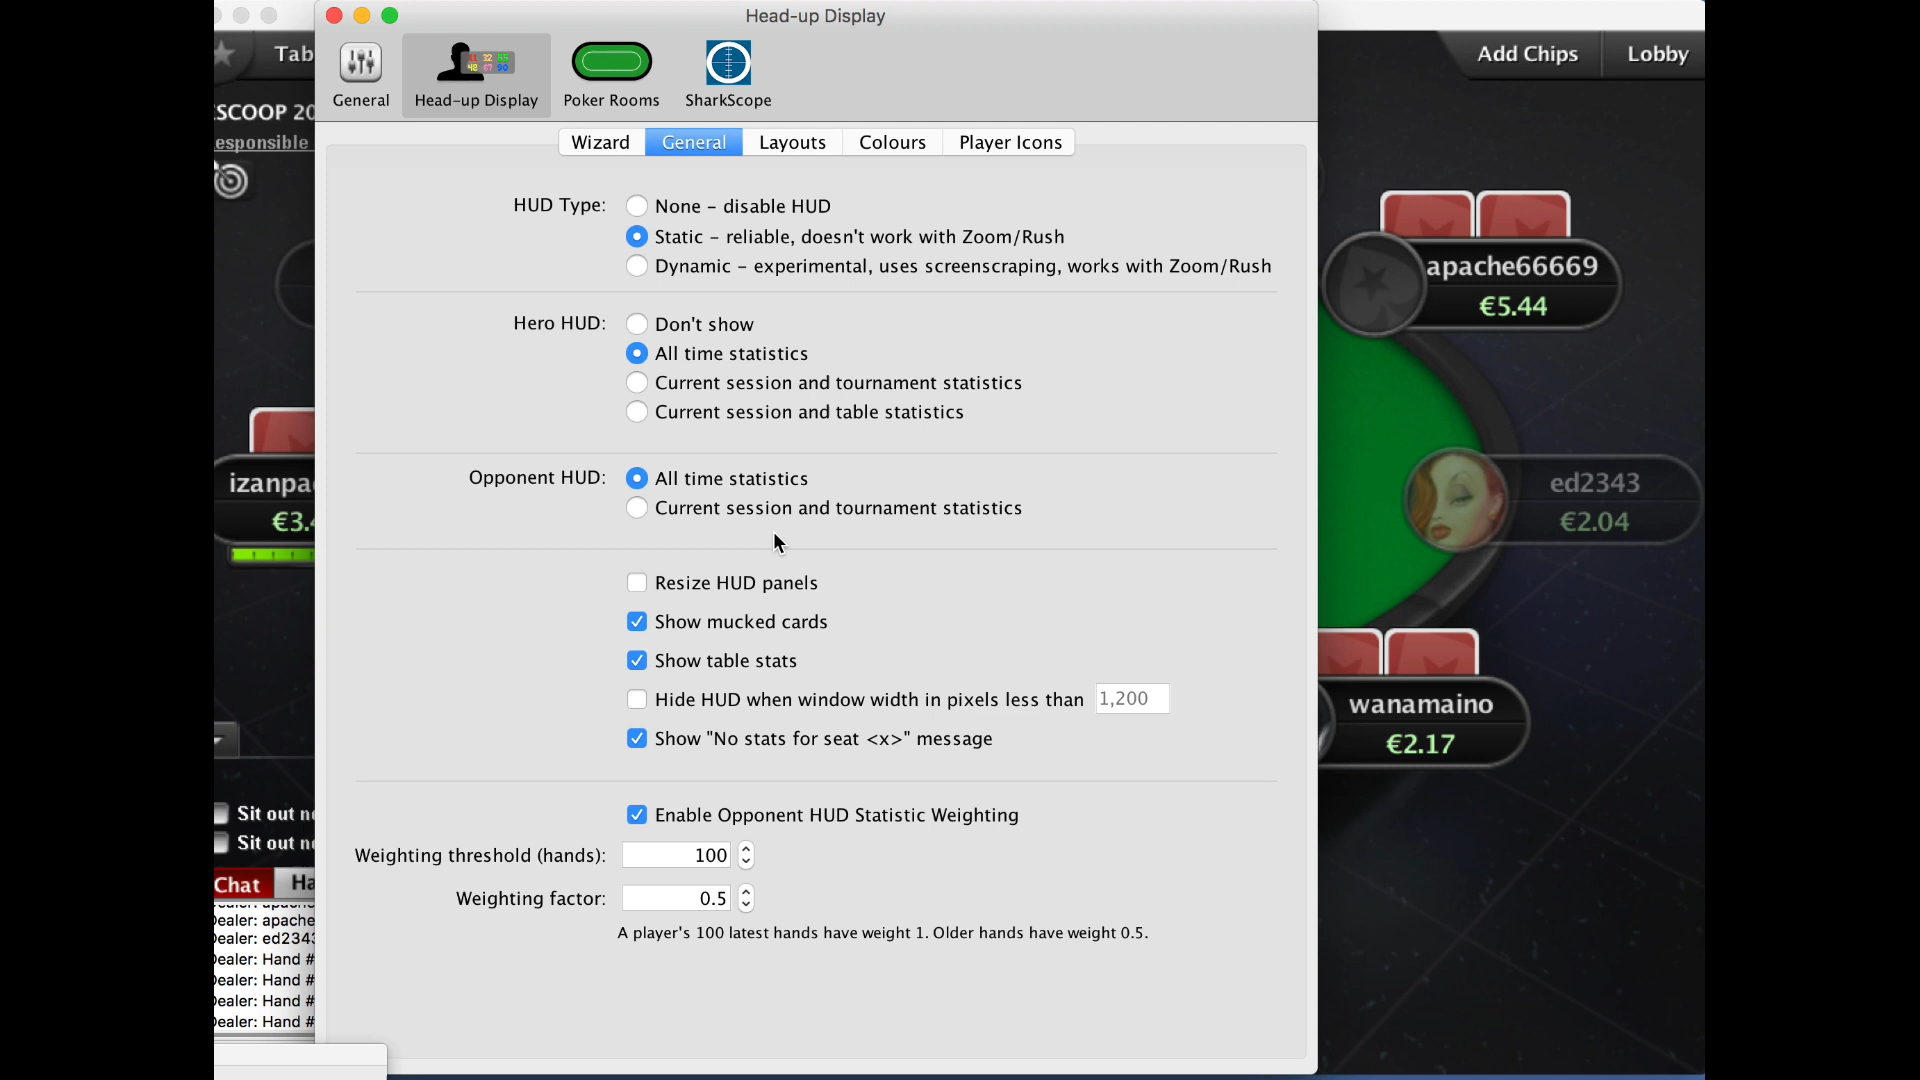 Head-up Display
General
Head-up Display
Poker Rooms
SharkScope
Wizard
General
Layouts
Colours
Player Icons
HUD Type:
None – disable HUD
Static – reliable, doesn't work with Zoom/Rush
Dynamic – experimental, uses screenscraping, works with Zoom/Rush
Hero HUD:
Don't show
All time statistics
Current session and tournament statistics
Current session and table statistics
Opponent HUD:
All time statistics
Current session and tournament statistics
Resize HUD panels
Show mucked cards
Show table stats
Hide HUD when window width in pixels less than 1,200
Show "No stats for seat <x>" message
Enable Opponent HUD Statistic Weighting
Weighting threshold (hands): 100
Weighting factor: 0.5
A player's 100 latest hands have weight 1. Older hands have weight 0.5.
Tab
SCOOP 20
esponsible
izanpa
€3.4
Sit out n
Sit out n
Chat
Ha
Dealer: apache
Dealer: ed2343
Dealer: Hand #
Dealer: Hand #
Dealer: Hand #
Dealer: Hand #
Add Chips
Lobby
apache66669
€5.44
ed2343
€2.04
wanamaino
€2.17